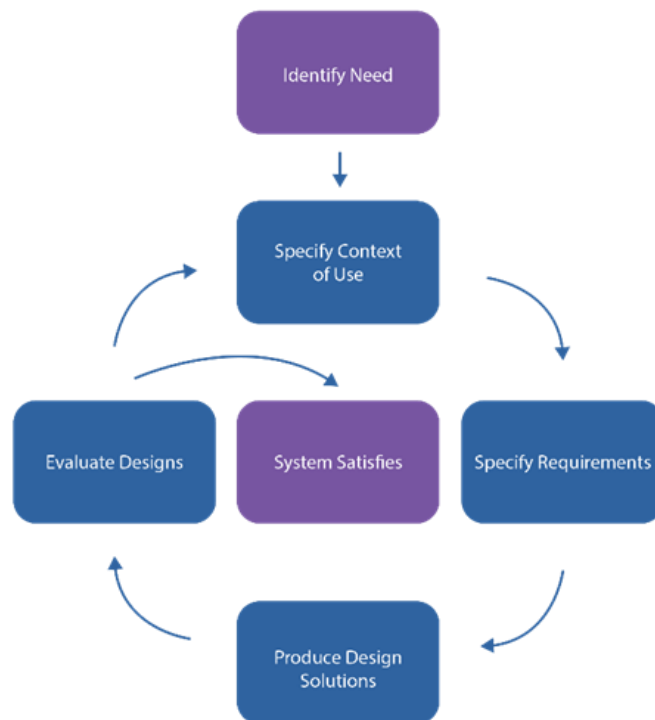 Identify Need
Specify Context
of Use
Evaluate Designs
System Satisfies
Specify Requirements
Produce Design
Solutions